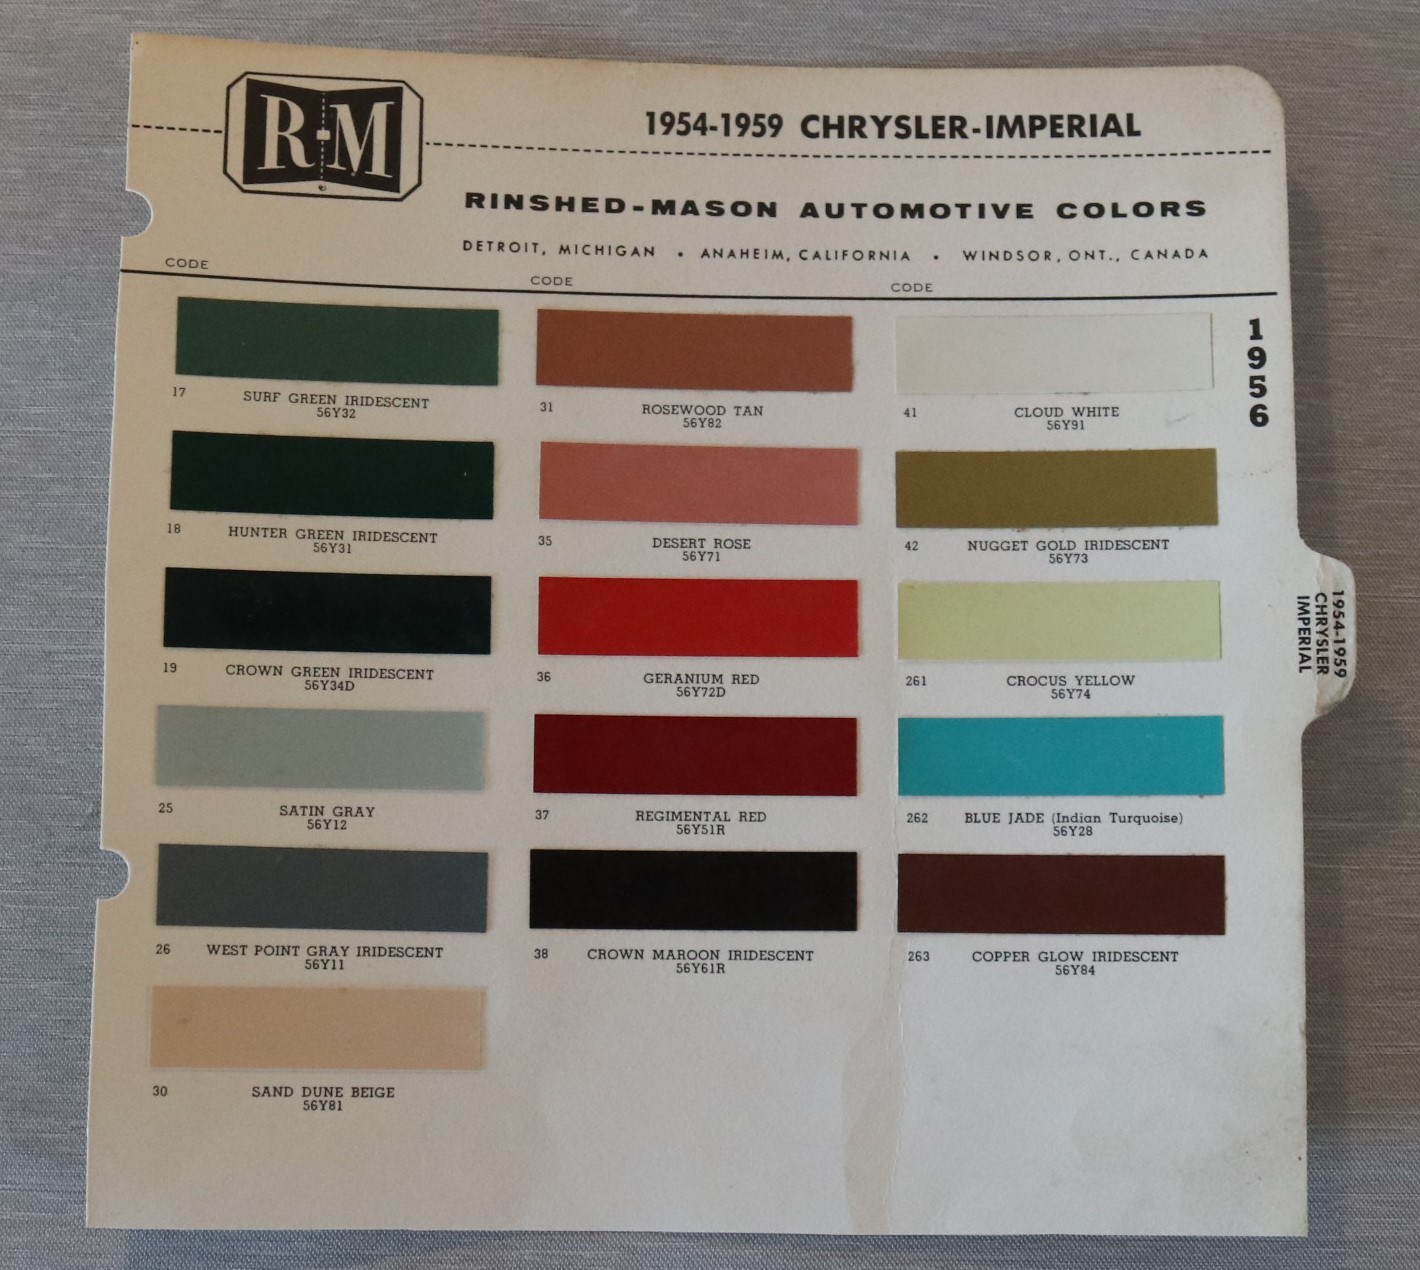 R-M
1954-1959 CHRYSLER-IMPERIAL
RINSHED-MASON AUTOMOTIVE COLORS
DETROIT, MICHIGAN • ANAHEIM, CALIFORNIA • WINDSOR, ONT., CANADA
CODE
CODE
CODE
17 SURF GREEN IRIDESCENT
56Y32
18 HUNTER GREEN IRIDESCENT
56Y31
19 CROWN GREEN IRIDESCENT
56Y34D
25 SATIN GRAY
56Y12
26 WEST POINT GRAY IRIDESCENT
56Y11
30 SAND DUNE BEIGE
56Y81
31 ROSEWOOD TAN
56Y82
35 DESERT ROSE
56Y71
36 GERANIUM RED
56Y72D
37 REGIMENTAL RED
56Y51R
38 CROWN MAROON IRIDESCENT
56Y61R
41 CLOUD WHITE
56Y91
42 NUGGET GOLD IRIDESCENT
56Y73
261 CROCUS YELLOW
56Y74
262 BLUE JADE (Indian Turquoise)
56Y28
263 COPPER GLOW IRIDESCENT
56Y84
1956
1954-1959
CHRYSLER
IMPERIAL